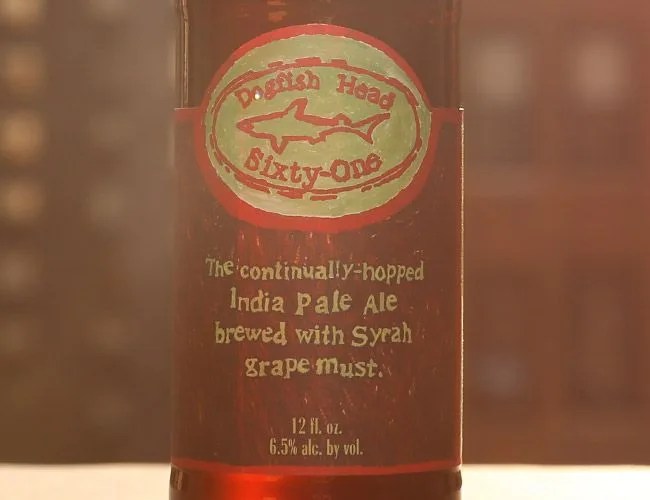 Dogfish Head
Sixty-One
The continually-hopped
India Pale Ale
brewed with Syrah
grape must.
12 fl. oz.
6.5% alc. by vol.